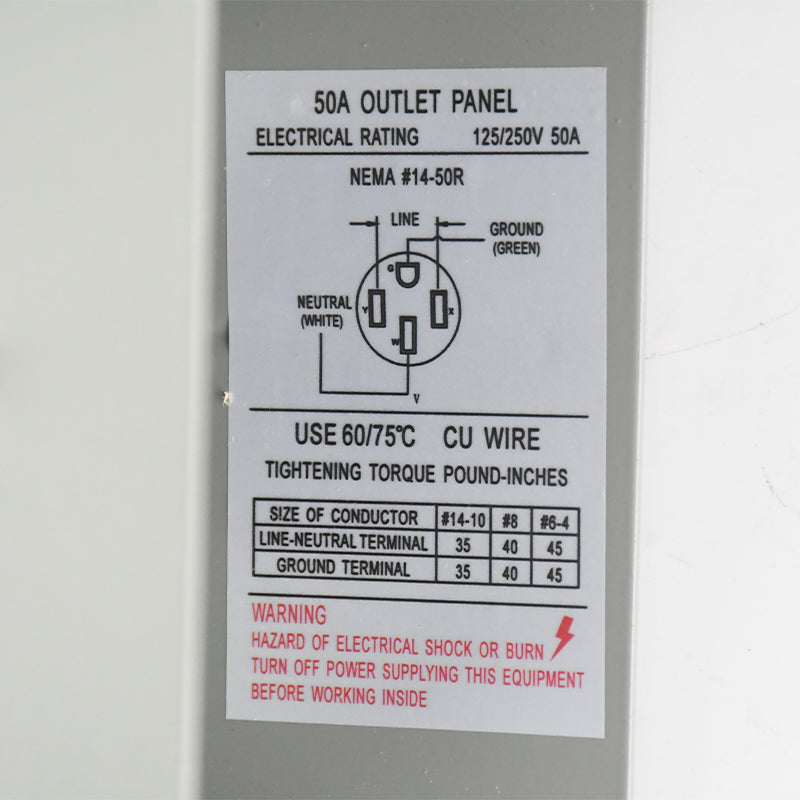 50A OUTLET PANEL
ELECTRICAL RATING 125/250V 50A
NEMA #14-50R
LINE
GROUND
(GREEN)
G
NEUTRAL
(WHITE)
Y
X
W
V
USE 60/75℃ CU WIRE
TIGHTENING TORQUE POUND-INCHES
SIZE OF CONDUCTOR #14-10 #8 #6-4
LINE-NEUTRAL TERMINAL 35 40 45
GROUND TERMINAL 35 40 45
WARNING
HAZARD OF ELECTRICAL SHOCK OR BURN
TURN OFF POWER SUPPLYING THIS EQUIPMENT
BEFORE WORKING INSIDE